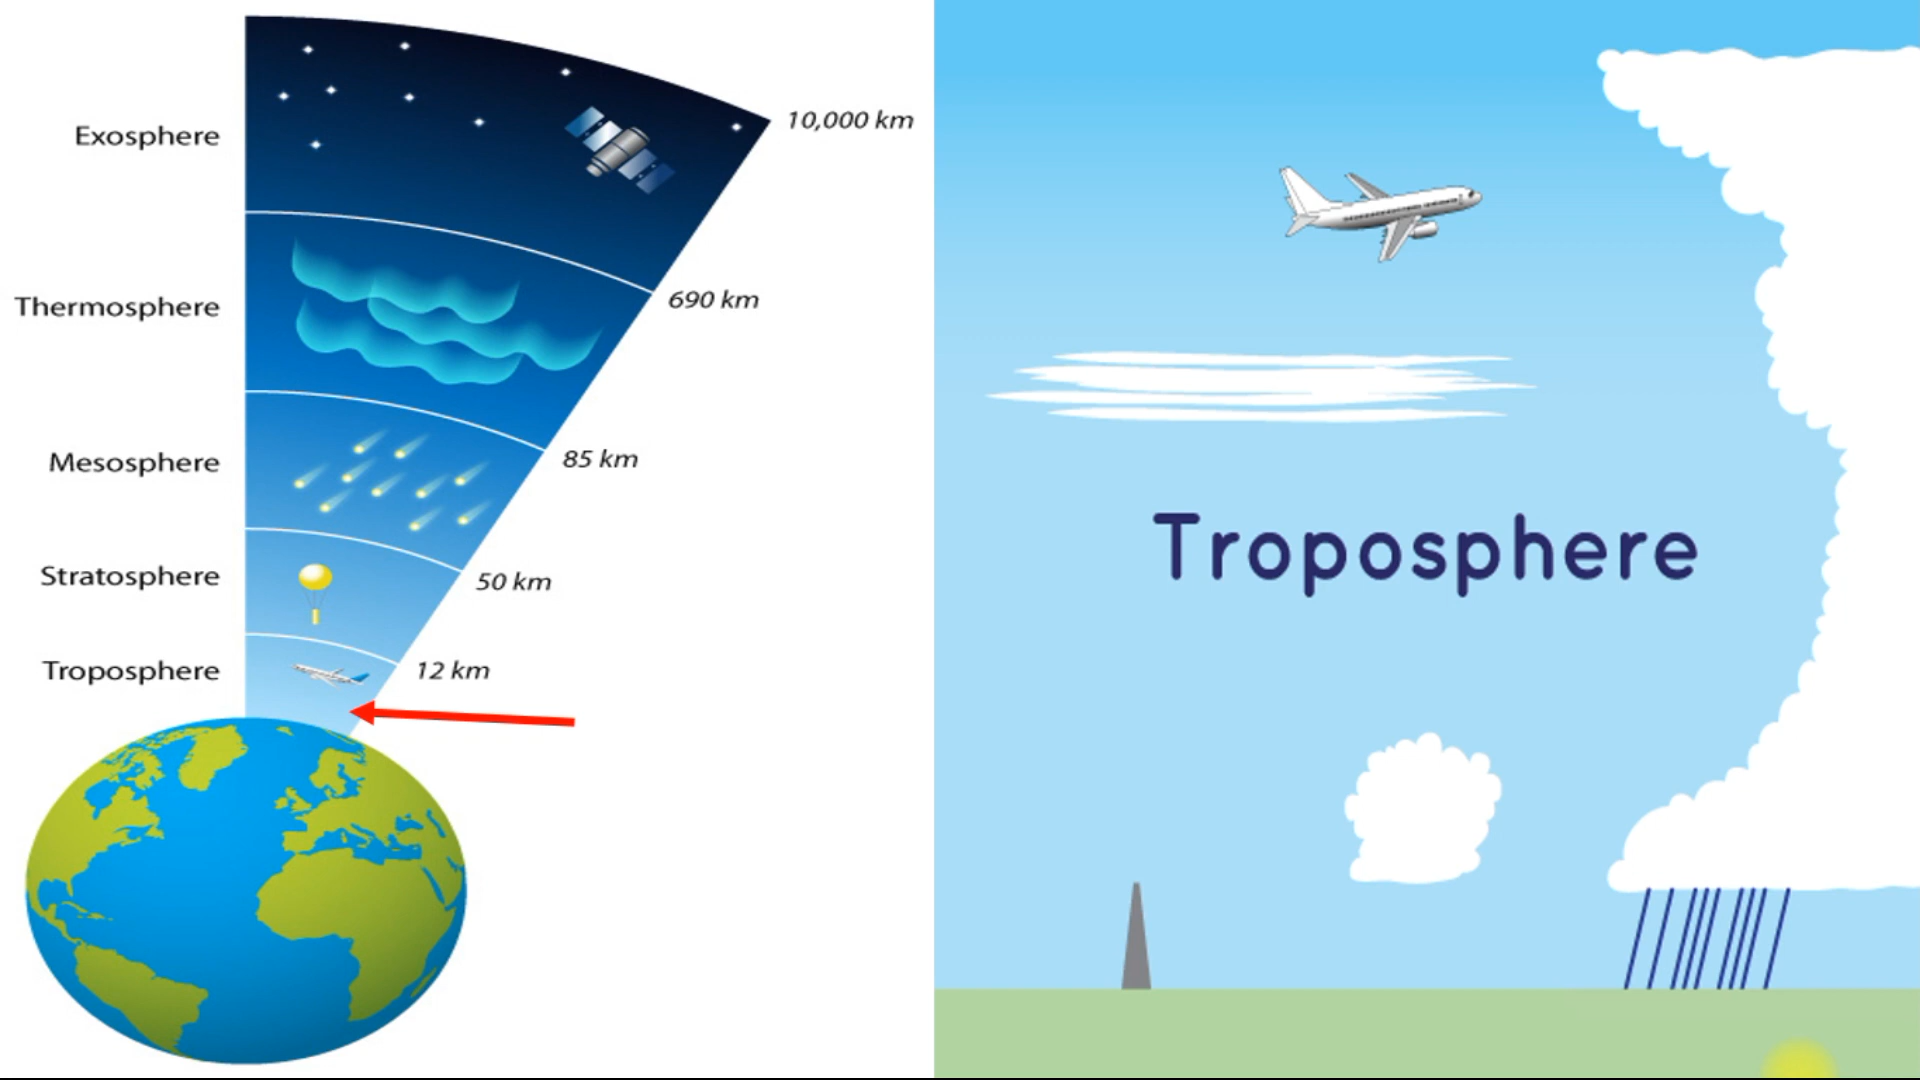 Exosphere
10,000 km
Thermosphere
690 km
Mesosphere
85 km
Stratosphere
50 km
Troposphere
12 km
Troposphere